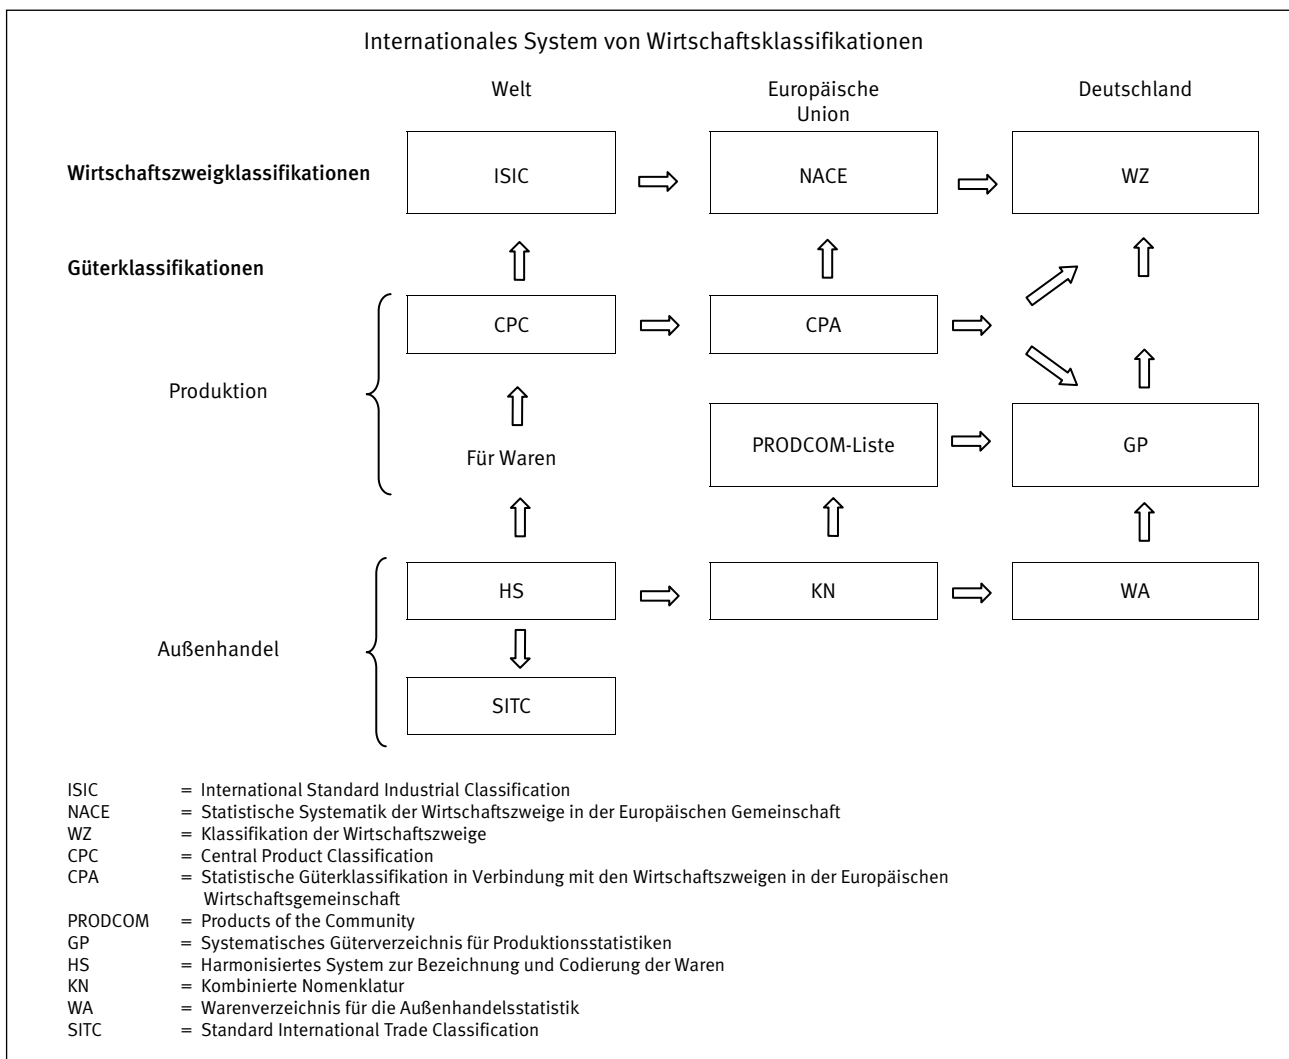 Internationales System von Wirtschaftsklassifikationen
Welt
Europäische
Union
Deutschland
Wirtschaftszweigklassifikationen
ISIC
NACE
WZ
Güterklassifikationen
CPC
CPA
Produktion
Für Waren
PRODCOM-Liste
GP
HS
KN
WA
Außenhandel
SITC
ISIC = International Standard Industrial Classification
NACE = Statistische Systematik der Wirtschaftszweige in der Europäischen Gemeinschaft
WZ = Klassifikation der Wirtschaftszweige
CPC = Central Product Classification
CPA = Statistische Güterklassifikation in Verbindung mit den Wirtschaftszweigen in der Europäischen
Wirtschaftsgemeinschaft
PRODCOM = Products of the Community
GP = Systematisches Güterverzeichnis für Produktionsstatistiken
HS = Harmonisiertes System zur Bezeichnung und Codierung der Waren
KN = Kombinierte Nomenklatur
WA = Warenverzeichnis für die Außenhandelsstatistik
SITC = Standard International Trade Classification